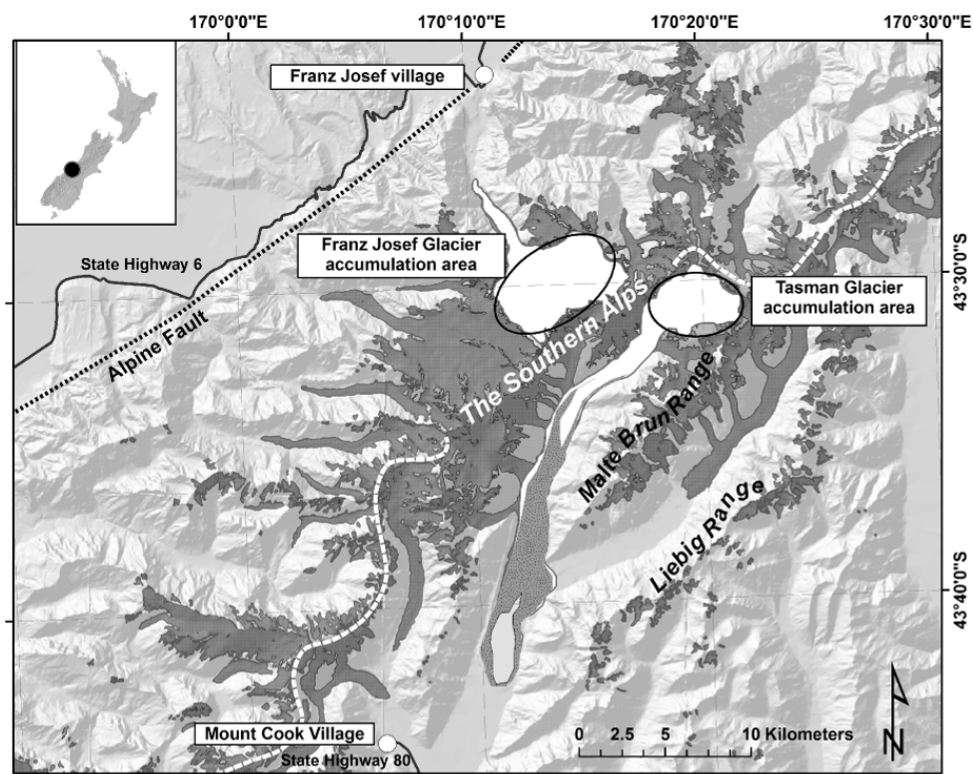 170°0'0"E
170°10'0"E
170°20'0"E
170°30'0"E
Franz Josef village
Franz Josef Glacier
accumulation area
State Highway 6
Alpine Fault
The Southern Alps
43°30'0"S
Tasman Glacier
accumulation area
Malte Brun Range
Liebig Range
43°40'0"S
Mount Cook Village
State Highway 80
0 2.5 5 10 Kilometers
N